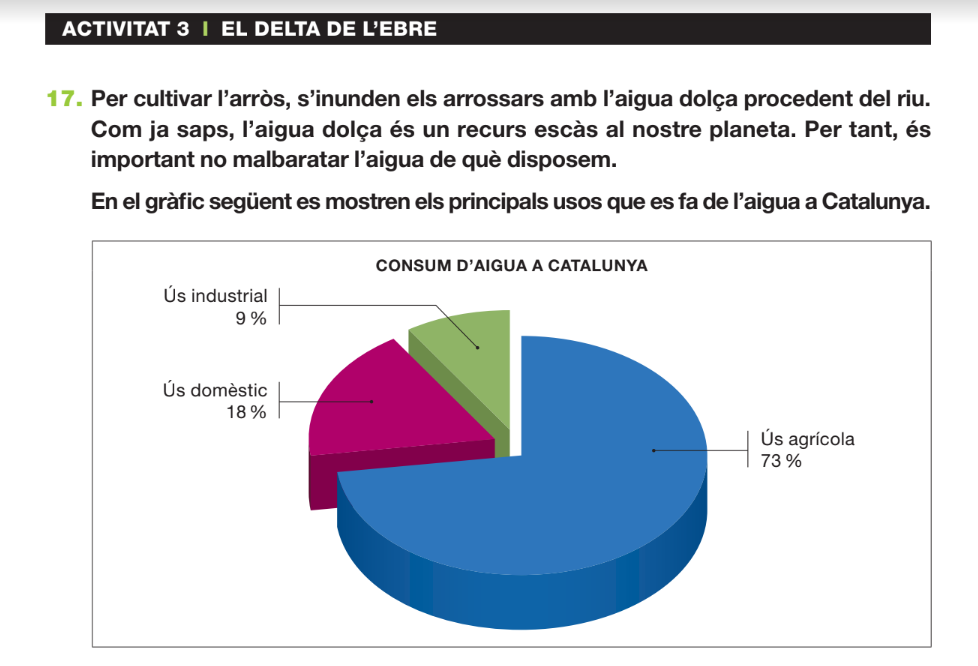 ACTIVITAT 3 | EL DELTA DE L’EBRE
17. Per cultivar l’arròs, s’inunden els arrossars amb l’aigua dolça procedent del riu.
Com ja saps, l’aigua dolça és un recurs escàs al nostre planeta. Per tant, és
important no malbaratar l’aigua de què disposem.
En el gràfic següent es mostren els principals usos que es fa de l’aigua a Catalunya.
CONSUM D’AIGUA A CATALUNYA
Ús industrial
9 %
Ús domèstic
18 %
Ús agrícola
73 %